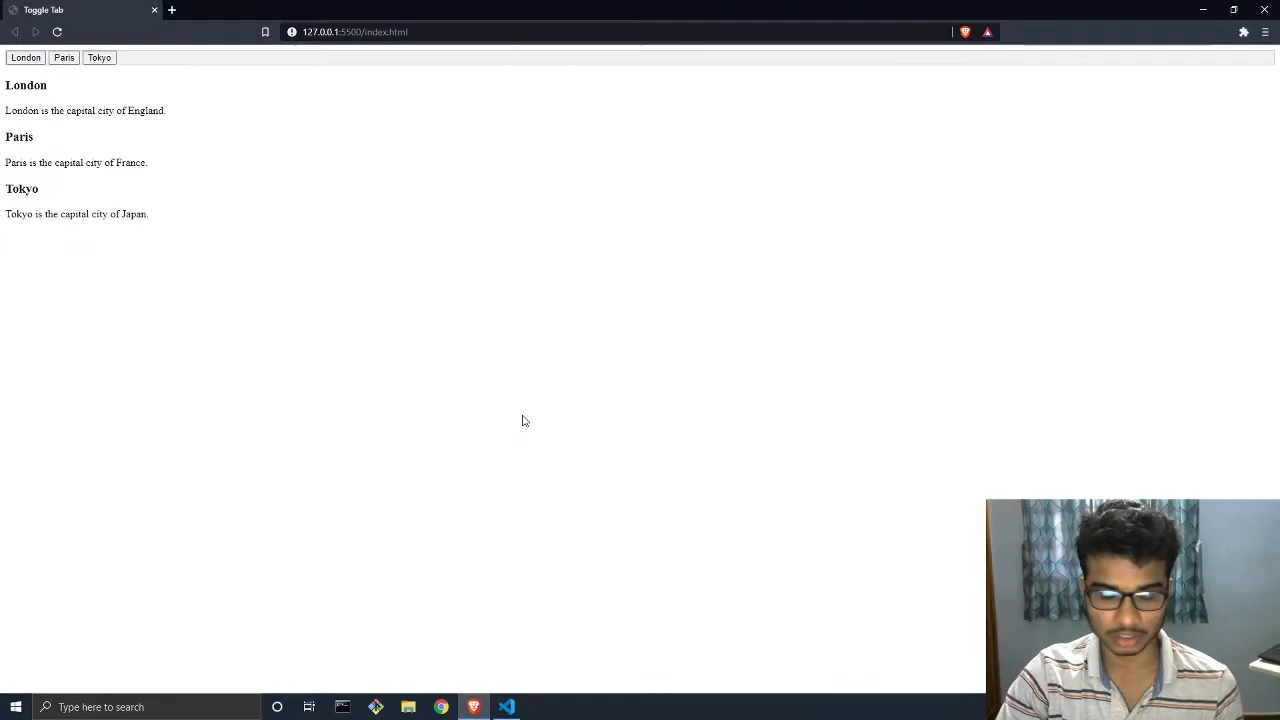 Toggle Tab
127.0.0.1:5500/index.html
London Paris Tokyo
London
London is the capital city of England.
Paris
Paris is the capital city of France.
Tokyo
Tokyo is the capital city of Japan.
Type here to search